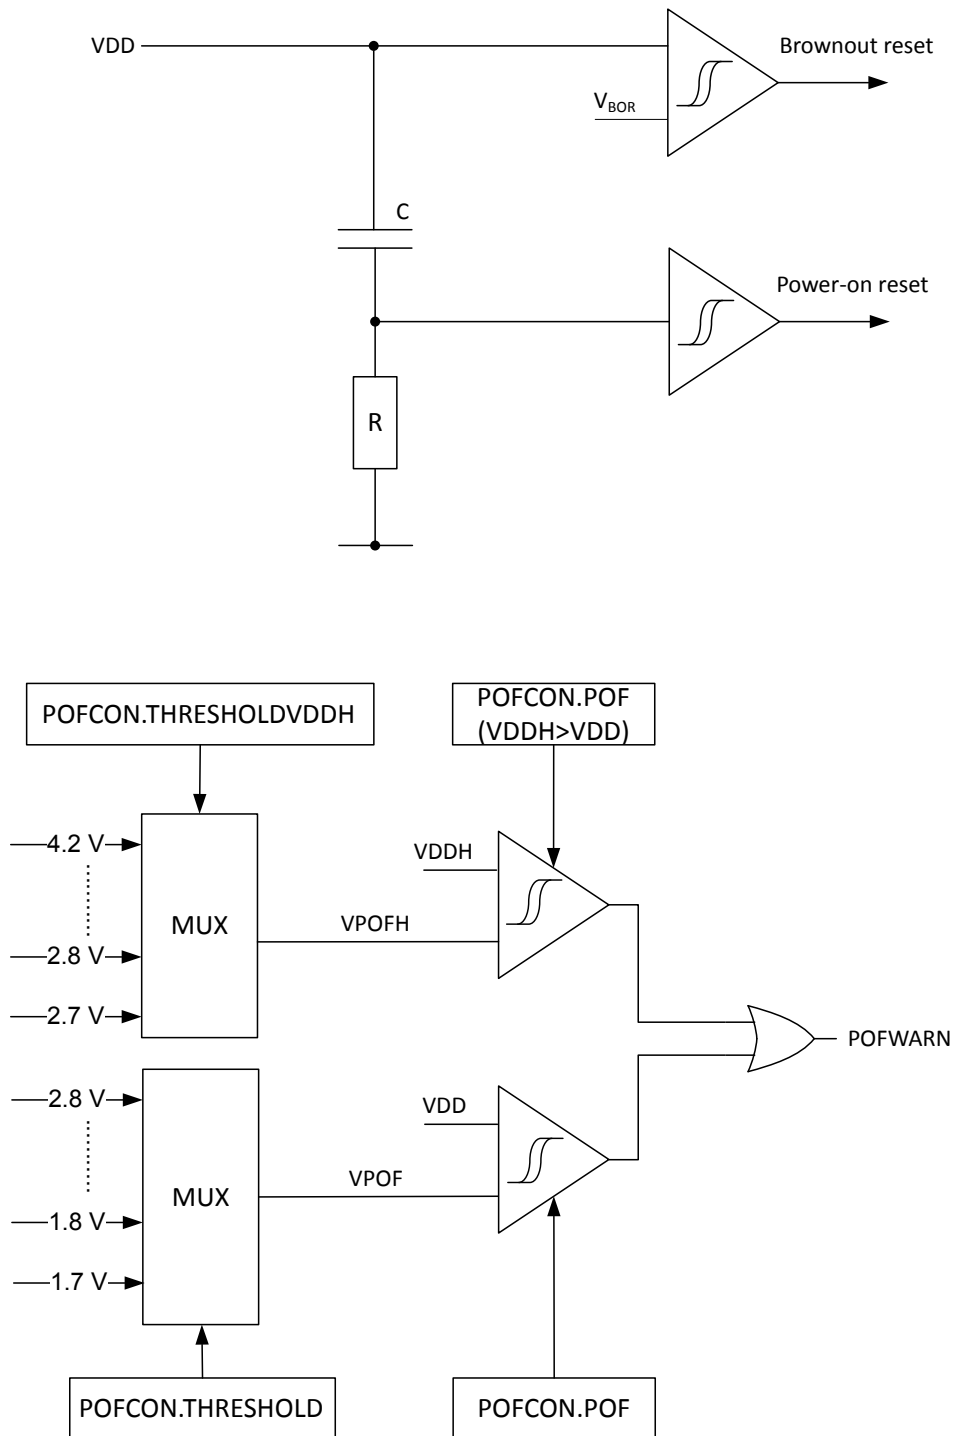 VDD
Brownout reset
VBOR
C
Power-on reset
R
POFCON.THRESHOLDVDDH
POFCON.POF
(VDDH>VDD)
4.2 V
VDDH
MUX
VPOFH
2.8 V
2.7 V
POFWARN
2.8 V
VDD
MUX
VPOF
1.8 V
1.7 V
POFCON.THRESHOLD
POFCON.POF